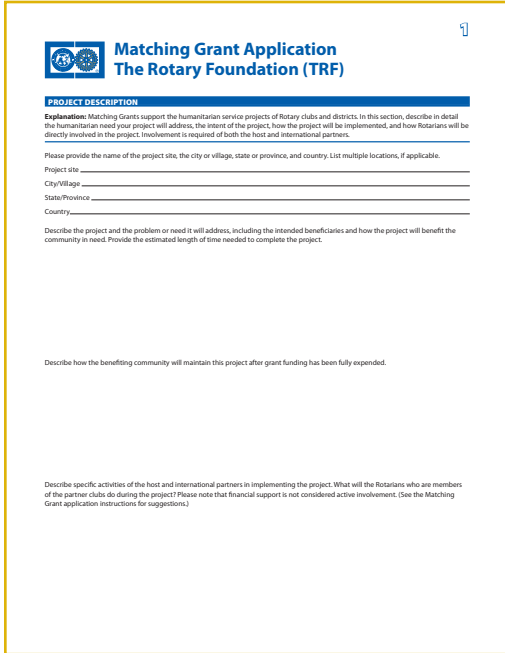 1
Matching Grant Application
The Rotary Foundation (TRF)
PROJECT DESCRIPTION
Explanation: Matching Grants support the humanitarian service projects of Rotary clubs and districts. In this section, describe in detail
the humanitarian need your project will address, the intent of the project, how the project will be implemented, and how Rotarians will be
directly involved in the project. Involvement is required of both the host and international partners.
Please provide the name of the project site, the city or village, state or province, and country. List multiple locations, if applicable.
Project site
City/Village
State/Province
Country
Describe the project and the problem or need it will address, including the intended beneficiaries and how the project will benefit the
community in need. Provide the estimated length of time needed to complete the project.
Describe how the benefiting community will maintain this project after grant funding has been fully expended.
Describe specific activities of the host and international partners in implementing the project. What will the Rotarians who are members
of the partner clubs do during the project? Please note that financial support is not considered active involvement. (See the Matching
Grant application instructions for suggestions.)